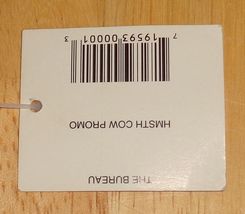 THE BUREAU
HMSTH COW PROMO
7 19593 00001 3